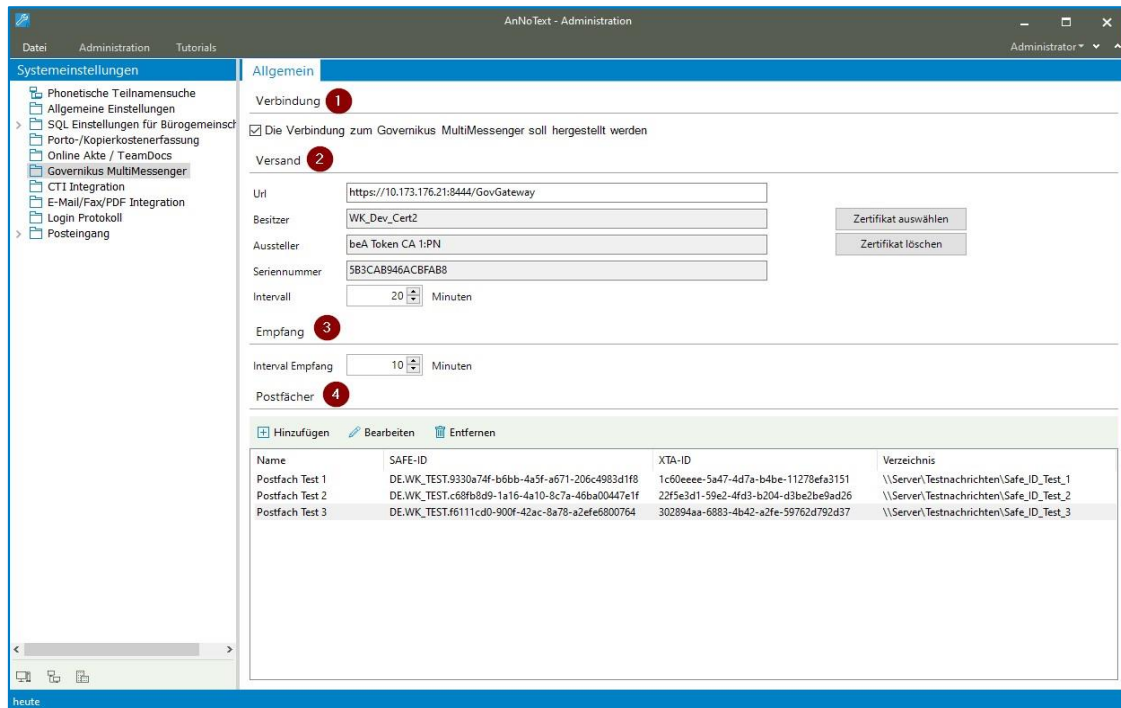 AnNoText - Administration
Datei Administration Tutorials Administrator
Systemeinstellungen
Phonetische Teilnamensuche
Allgemeine Einstellungen
SQL Einstellungen für Bürogemeinsch
Porto-/Kopierkostenerfassung
Online Akte / TeamDocs
Governikus MultiMessenger
CTI Integration
E-Mail/Fax/PDF Integration
Login Protokoll
Posteingang
Allgemein
Verbindung 1
Die Verbindung zum Governikus MultiMessenger soll hergestellt werden
Versand 2
Url https://10.173.176.21:8444/GovGateway
Besitzer WK_Dev_Cert2 Zertifikat auswählen
Aussteller beA Token CA 1:PN Zertifikat löschen
Seriennummer 5B3CAB946ACBFAB8
Intervall 20 Minuten
Empfang 3
Interval Empfang 10 Minuten
Postfächer 4
Hinzufügen Bearbeiten Entfernen
Name SAFE-ID XTA-ID Verzeichnis
Postfach Test 1 DE.WK_TEST.9330a74f-b6bb-4a5f-a671-206c4983d1f8 1c60eeee-5a47-4d7a-b4be-11278efa3151 \\Server\Testnachrichten\Safe_ID_Test_1
Postfach Test 2 DE.WK_TEST.c68fb8d9-1a16-4a10-8c7a-46ba00447e1f 22f5e3d1-59e2-4fd3-b204-d3be2be9ad26 \\Server\Testnachrichten\Safe_ID_Test_2
Postfach Test 3 DE.WK_TEST.f6111cd0-900f-42ac-8a78-a2efe6800764 302894aa-6883-4b42-a2fe-59762d792d37 \\Server\Testnachrichten\Safe_ID_Test_3
heute